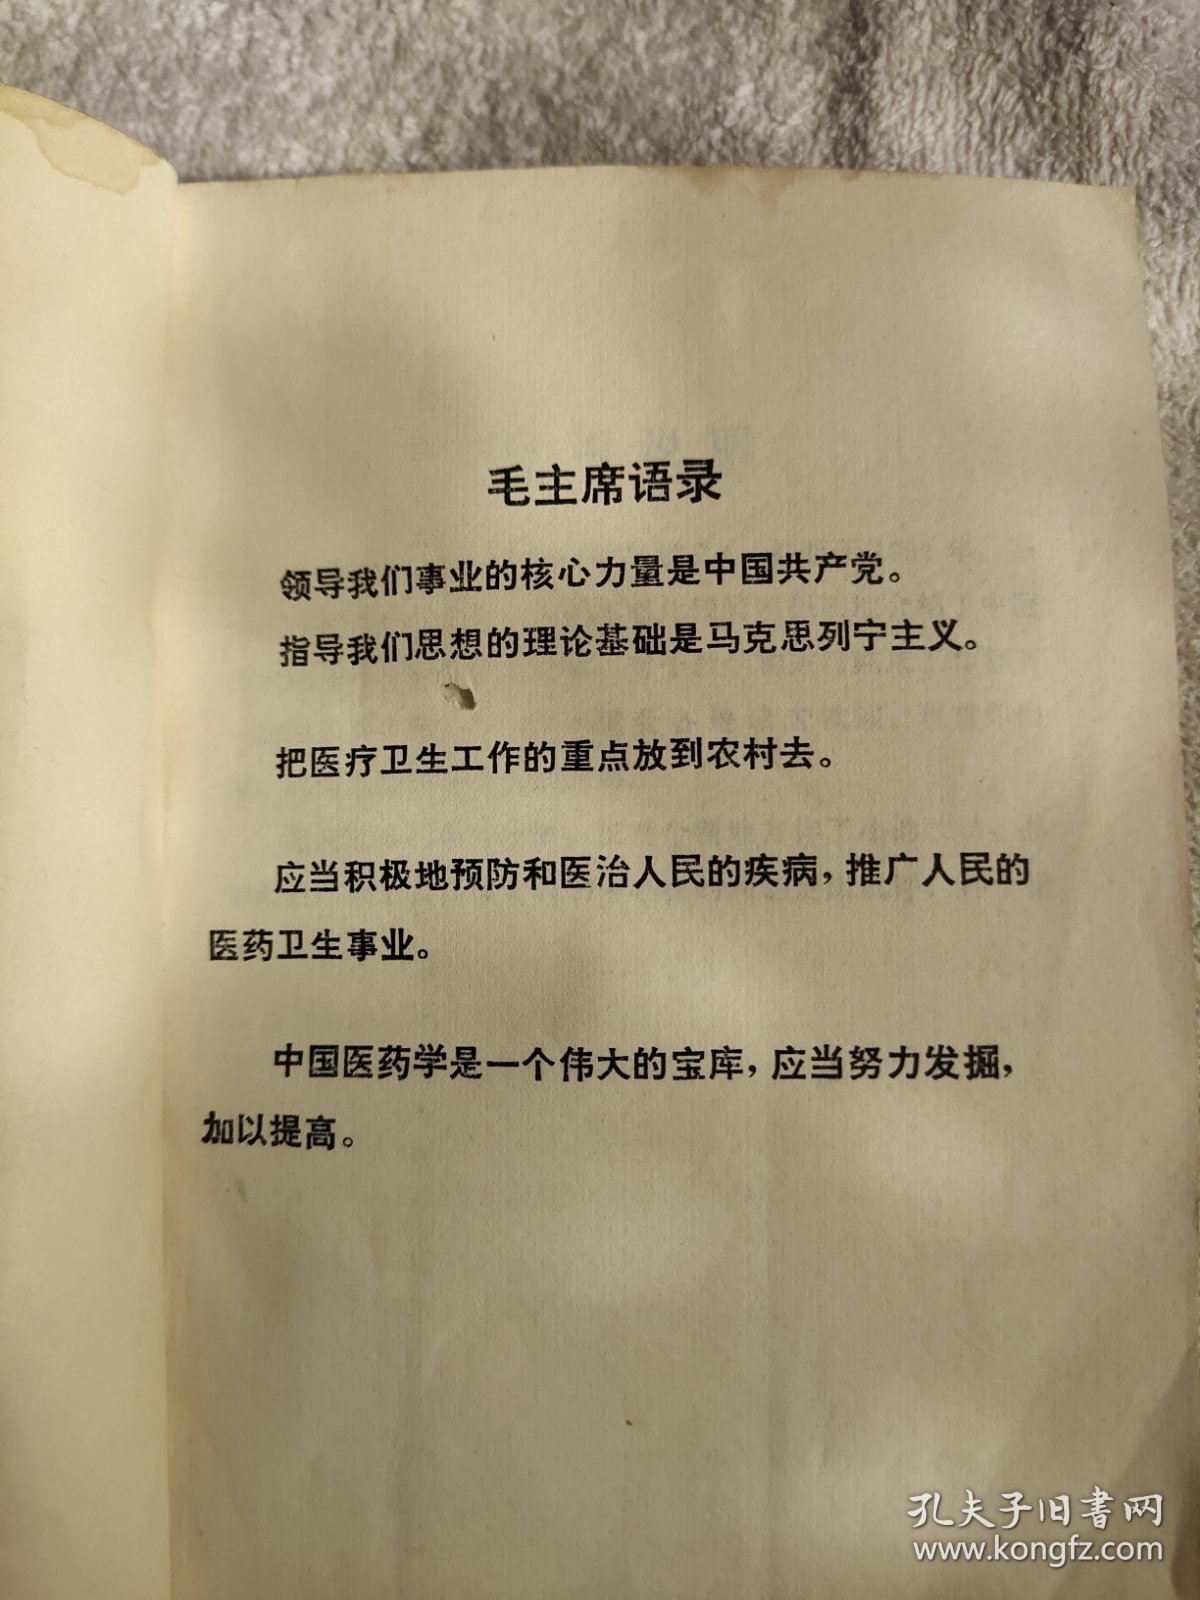 毛主席语录
领导我们事业的核心力量是中国共产党。
指导我们思想的理论基础是马克思列宁主义。
把医疗卫生工作的重点放到农村去。
应当积极地预防和医治人民的疾病，推广人民的
医药卫生事业。
中国医药学是一个伟大的宝库，应当努力发掘，
加以提高。
孔夫子旧书网
www.kongfz.com